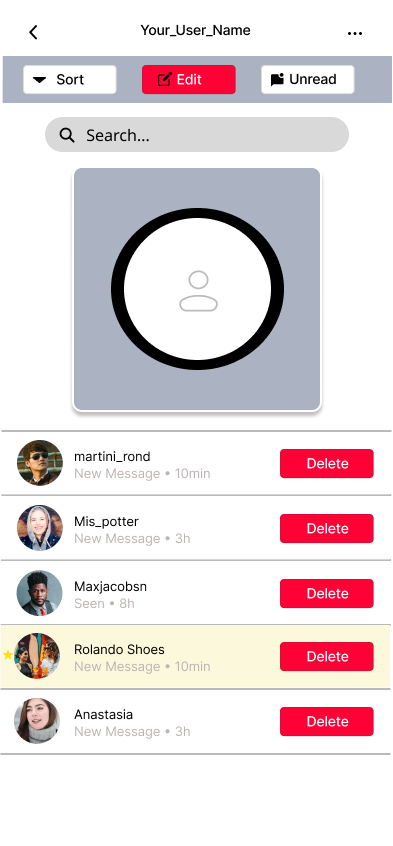 Your_User_Name
Sort
Edit
Unread
Search...
martini_rond
New Message • 10min
Delete
Mis_potter
New Message • 3h
Delete
Maxjacobsn
Seen • 8h
Delete
Rolando Shoes
New Message • 10min
Delete
Anastasia
New Message • 3h
Delete